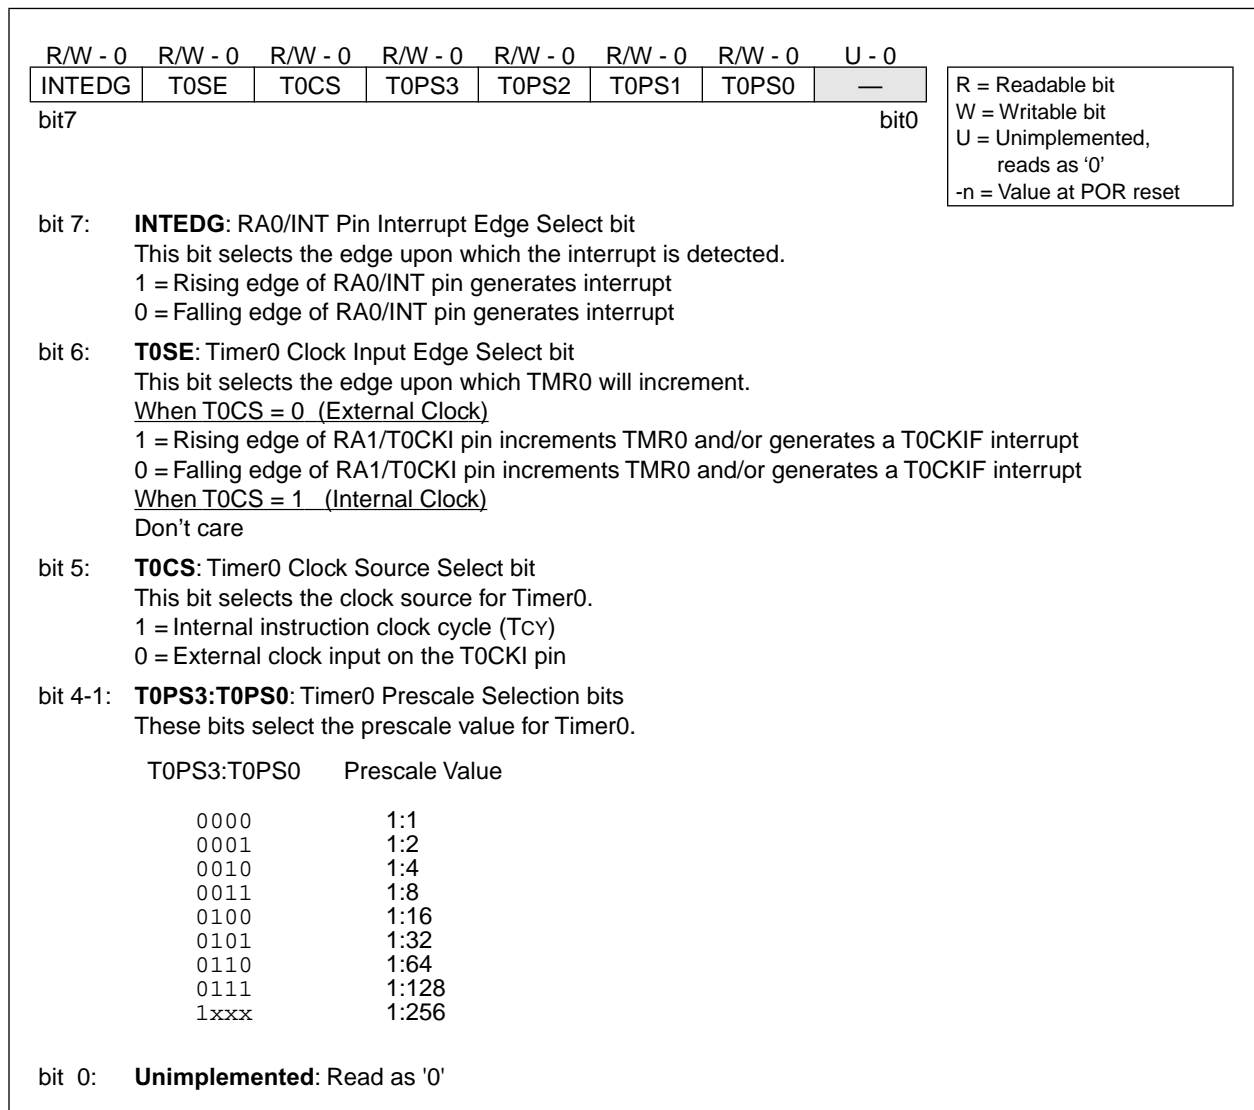 R/W - 0 R/W - 0 R/W - 0 R/W - 0 R/W - 0 R/W - 0 R/W - 0 U - 0
INTEDG T0SE T0CS T0PS3 T0PS2 T0PS1 T0PS0 —
bit7 bit0
R = Readable bit
W = Writable bit
U = Unimplemented,
reads as ‘0’
-n = Value at POR reset
bit 7: INTEDG: RA0/INT Pin Interrupt Edge Select bit
This bit selects the edge upon which the interrupt is detected.
1 = Rising edge of RA0/INT pin generates interrupt
0 = Falling edge of RA0/INT pin generates interrupt
bit 6: T0SE: Timer0 Clock Input Edge Select bit
This bit selects the edge upon which TMR0 will increment.
When T0CS = 0 (External Clock)
1 = Rising edge of RA1/T0CKI pin increments TMR0 and/or generates a T0CKIF interrupt
0 = Falling edge of RA1/T0CKI pin increments TMR0 and/or generates a T0CKIF interrupt
When T0CS = 1 (Internal Clock)
Don’t care
bit 5: T0CS: Timer0 Clock Source Select bit
This bit selects the clock source for Timer0.
1 = Internal instruction clock cycle (TCY)
0 = External clock input on the T0CKI pin
bit 4-1: T0PS3:T0PS0: Timer0 Prescale Selection bits
These bits select the prescale value for Timer0.
T0PS3:T0PS0 Prescale Value
0000 1:1
0001 1:2
0010 1:4
0011 1:8
0100 1:16
0101 1:32
0110 1:64
0111 1:128
1xxx 1:256
bit 0: Unimplemented: Read as '0'